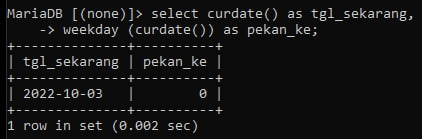 MariaDB [(none)]> select curdate() as tgl_sekarang,
    -> weekday (curdate()) as pekan_ke;
+--------------+----------+
| tgl_sekarang | pekan_ke |
+--------------+----------+
| 2022-10-03   |        0 |
+--------------+----------+
1 row in set (0.002 sec)